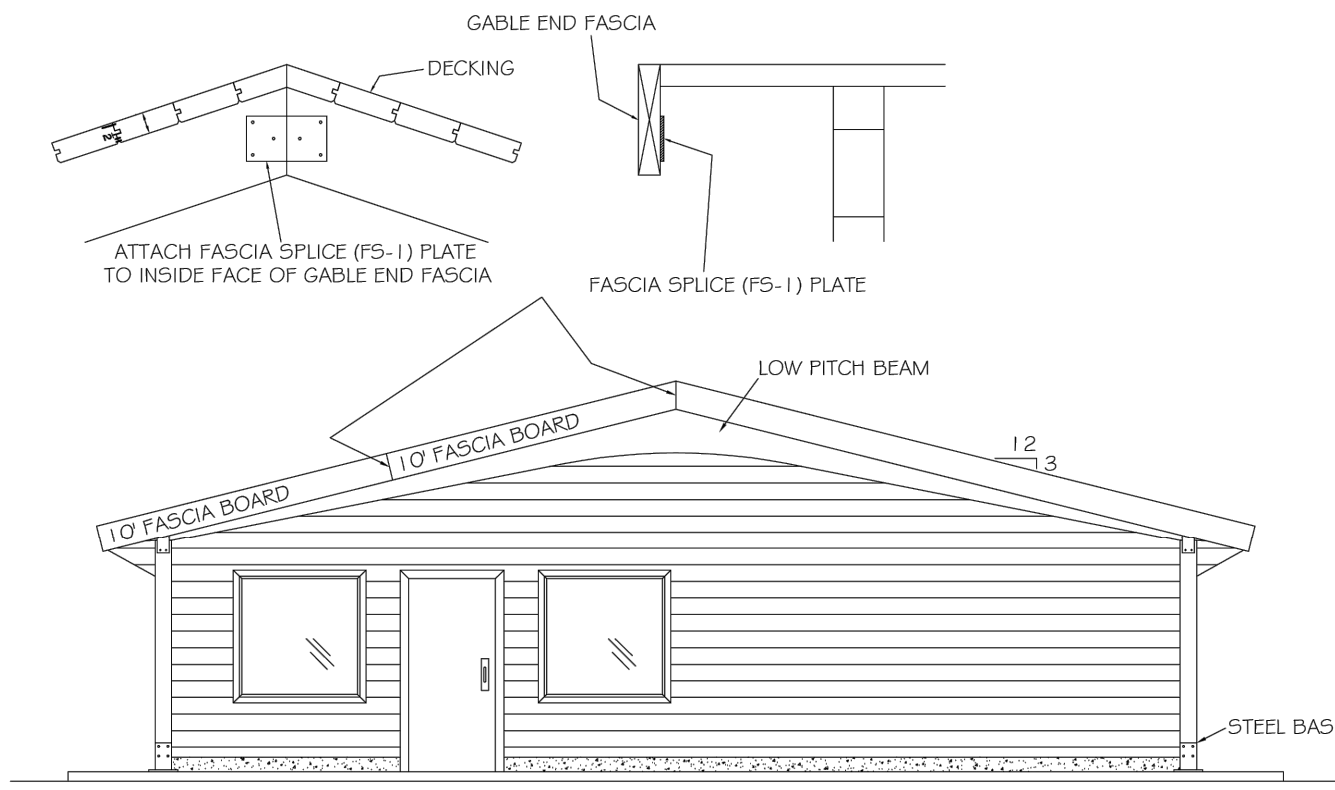 GABLE END FASCIA
DECKING
ATTACH FASCIA SPLICE (FS-1) PLATE
TO INSIDE FACE OF GABLE END FASCIA
FASCIA SPLICE (FS-1) PLATE
LOW PITCH BEAM
10' FASCIA BOARD
12
3
10' FASCIA BOARD
STEEL BAS